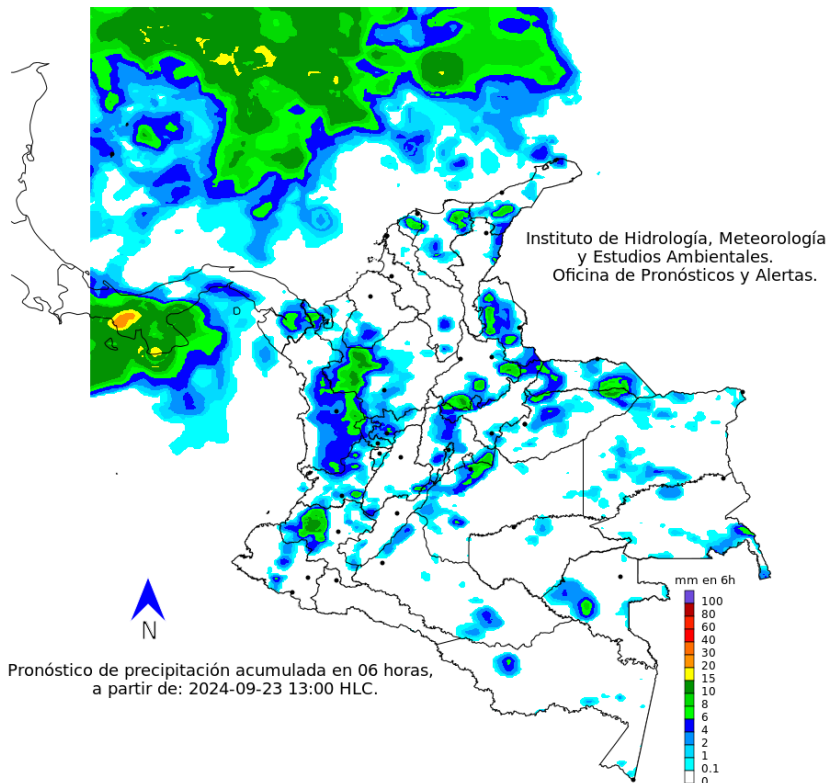 Instituto de Hidrología, Meteorología
y Estudios Ambientales.
Oficina de Pronósticos y Alertas.
mm en 6h
100
80
60
40
30
20
15
10
8
6
4
2
1
0.1
0
N
Pronóstico de precipitación acumulada en 06 horas,
a partir de: 2024-09-23 13:00 HLC.